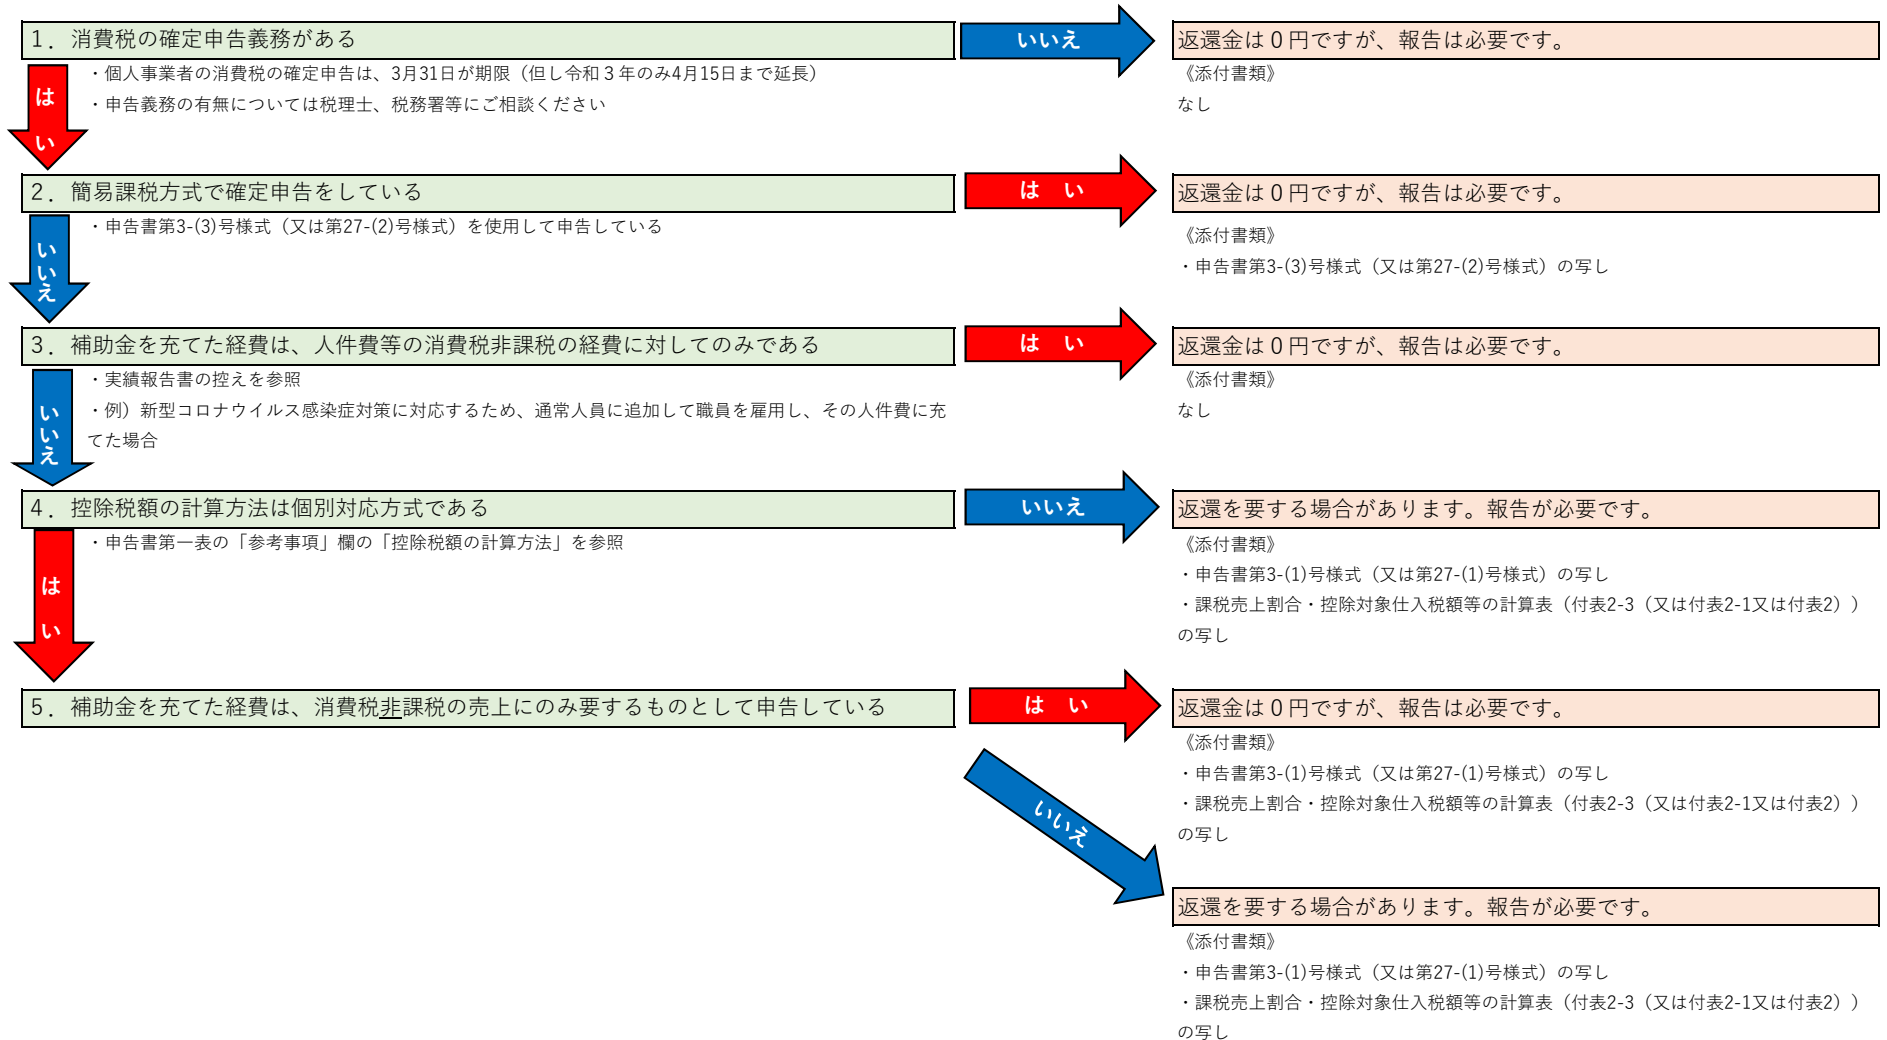 1．消費税の確定申告義務がある
いいえ
返還金は０円ですが、報告は必要です。
・個人事業者の消費税の確定申告は、3月31日が期限（但し令和３年のみ4月15日まで延長）
・申告義務の有無については税理士、税務署等にご相談ください
《添付書類》
なし
はい
2．簡易課税方式で確定申告をしている
は　い
返還金は０円ですが、報告は必要です。
・申告書第3-(3)号様式（又は第27-(2)号様式）を使用して申告している
《添付書類》
・申告書第3-(3)号様式（又は第27-(2)号様式）の写し
いいえ
3．補助金を充てた経費は、人件費等の消費税非課税の経費に対してのみである
は　い
返還金は０円ですが、報告は必要です。
・実績報告書の控えを参照
・例）新型コロナウイルス感染症対策に対応するため、通常人員に追加して職員を雇用し、その人件費に充
てた場合
《添付書類》
なし
いいえ
4．控除税額の計算方法は個別対応方式である
いいえ
返還を要する場合があります。報告が必要です。
・申告書第一表の「参考事項」欄の「控除税額の計算方法」を参照
《添付書類》
・申告書第3-(1)号様式（又は第27-(1)号様式）の写し
・課税売上割合・控除対象仕入税額等の計算表（付表2-3（又は付表2-1又は付表2））
の写し
はい
5．補助金を充てた経費は、消費税非課税の売上にのみ要するものとして申告している
は　い
返還金は０円ですが、報告は必要です。
《添付書類》
・申告書第3-(1)号様式（又は第27-(1)号様式）の写し
・課税売上割合・控除対象仕入税額等の計算表（付表2-3（又は付表2-1又は付表2））
の写し
いいえ
返還を要する場合があります。報告が必要です。
《添付書類》
・申告書第3-(1)号様式（又は第27-(1)号様式）の写し
・課税売上割合・控除対象仕入税額等の計算表（付表2-3（又は付表2-1又は付表2））
の写し